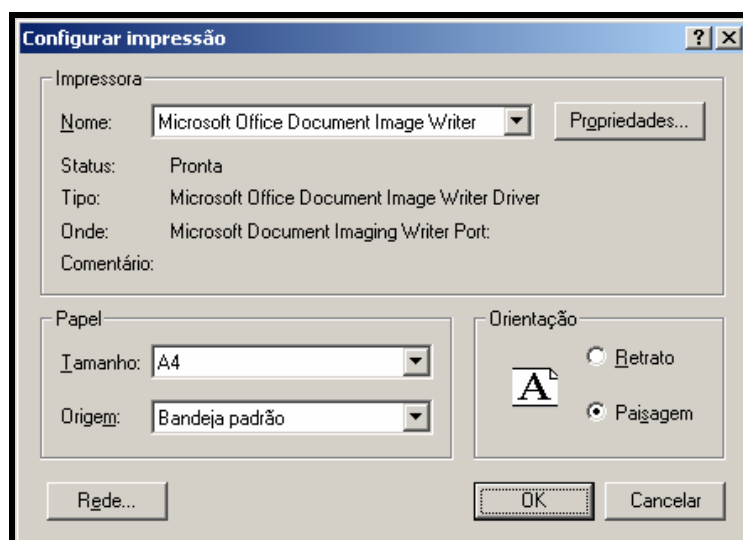 Configurar impressão
Impressora
Nome: Microsoft Office Document Image Writer Propriedades...
Status: Pronta
Tipo: Microsoft Office Document Image Writer Driver
Onde: Microsoft Document Imaging Writer Port:
Comentário:
Papel
Tamanho: A4
Origem: Bandeja padrão
Orientação
A
Retrato
Paisagem
Rede... OK Cancelar